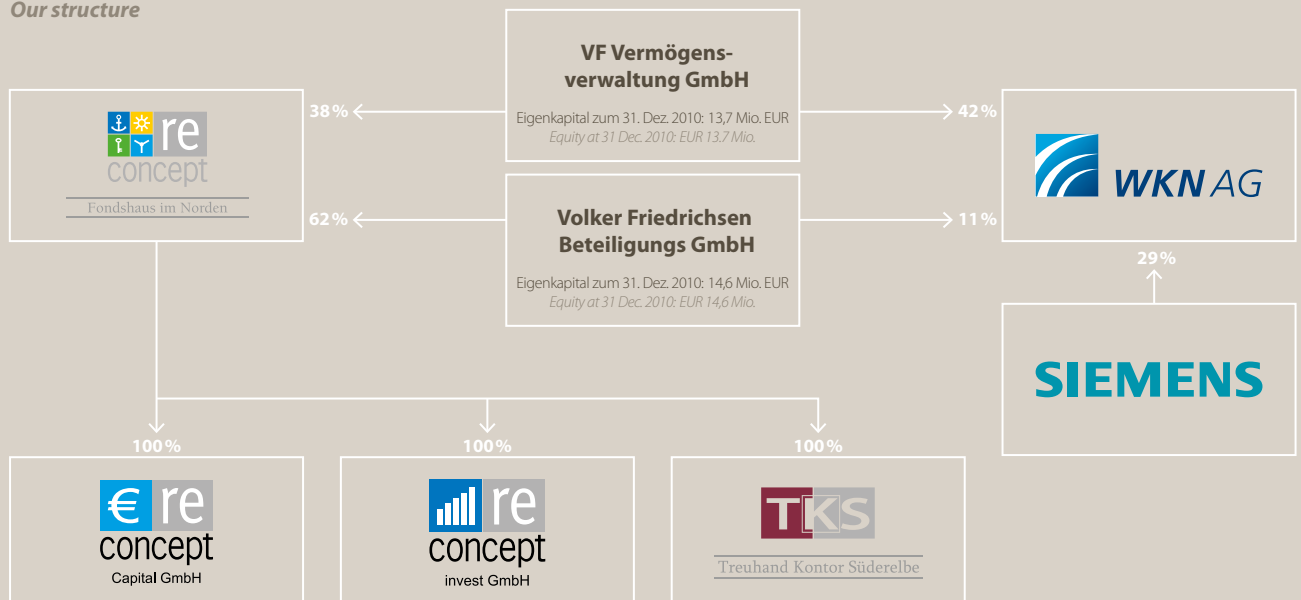 Our structure
VF Vermögens-
verwaltung GmbH
Eigenkapital zum 31. Dez. 2010: 13,7 Mio. EUR
Equity at 31 Dec. 2010: EUR 13.7 Mio.
38%
42%
re
concept
Fondshaus im Norden
WKN AG
Volker Friedrichsen
Beteiligungs GmbH
Eigenkapital zum 31. Dez. 2010: 14,6 Mio. EUR
Equity at 31 Dec. 2010: EUR 14,6 Mio.
62%
11%
29%
SIEMENS
100%
100%
100%
€ re
concept
Capital GmbH
re
concept
invest GmbH
TKS
Treuhand Kontor Süderelbe